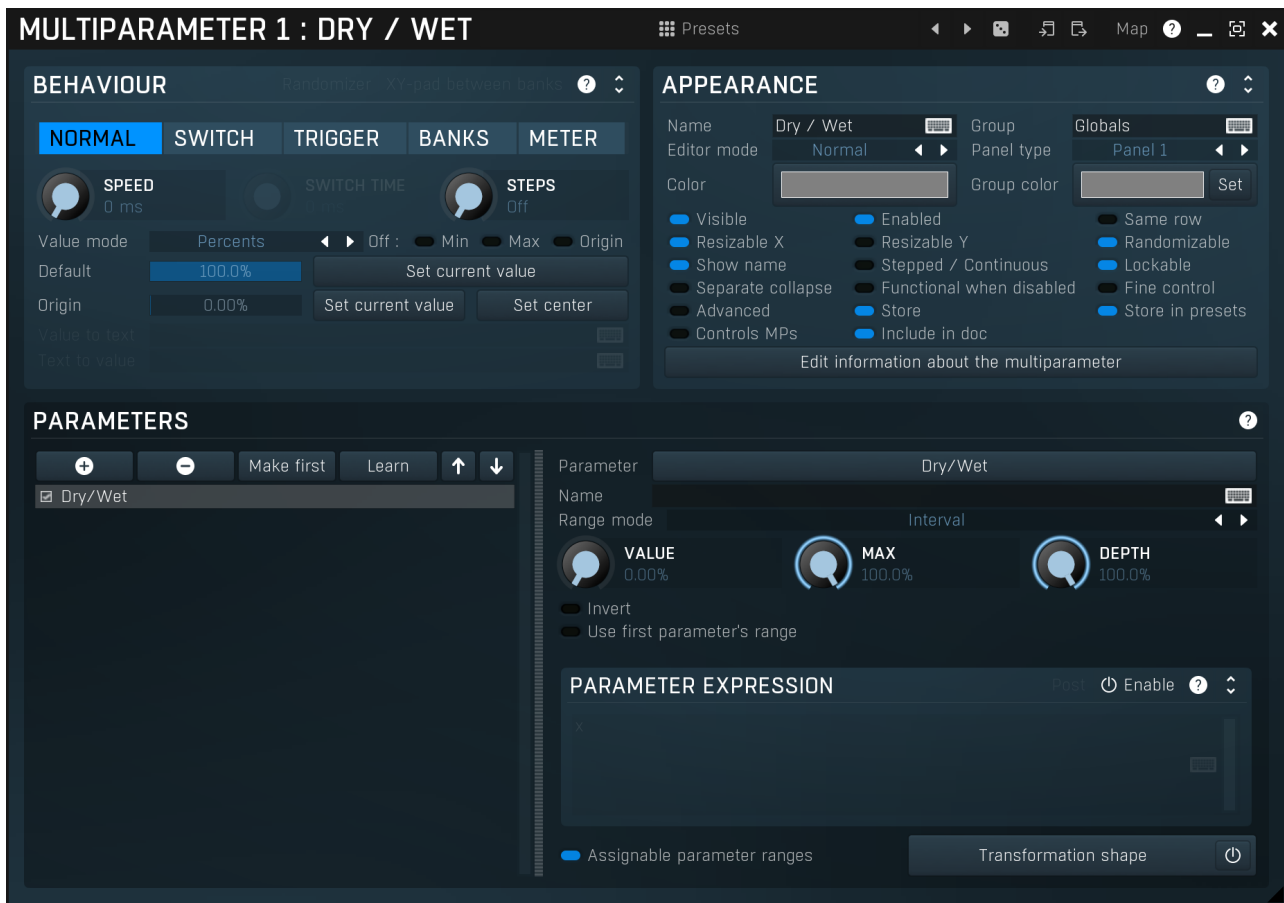 MULTIPARAMETER 1 : DRY / WET Presets Map ?
BEHAVIOUR Randomizer XY-pad between banks ?
NORMAL SWITCH TRIGGER BANKS METER
SPEED SWITCH TIME STEPS
0 ms Off
Value mode Percents Off : Min Max Origin
Default 100.0% Set current value
Origin 0.00% Set current value Set center
Value to text
Text to value
APPEARANCE ?
Name Dry / Wet Group Globals
Editor mode Normal Panel type Panel 1
Color Group color Set
Visible Enabled Same row
Resizable X Resizable Y Randomizable
Show name Stepped / Continuous Lockable
Separate collapse Functional when disabled Fine control
Advanced Store Store in presets
Controls MPs Include in doc
Edit information about the multiparameter
PARAMETERS ?
Make first Learn
Dry/Wet
Parameter Dry/Wet
Name
Range mode Interval
VALUE MAX DEPTH
0.00% 100.0% 100.0%
Invert
Use first parameter's range
PARAMETER EXPRESSION Post Enable ?
x
Assignable parameter ranges Transformation shape